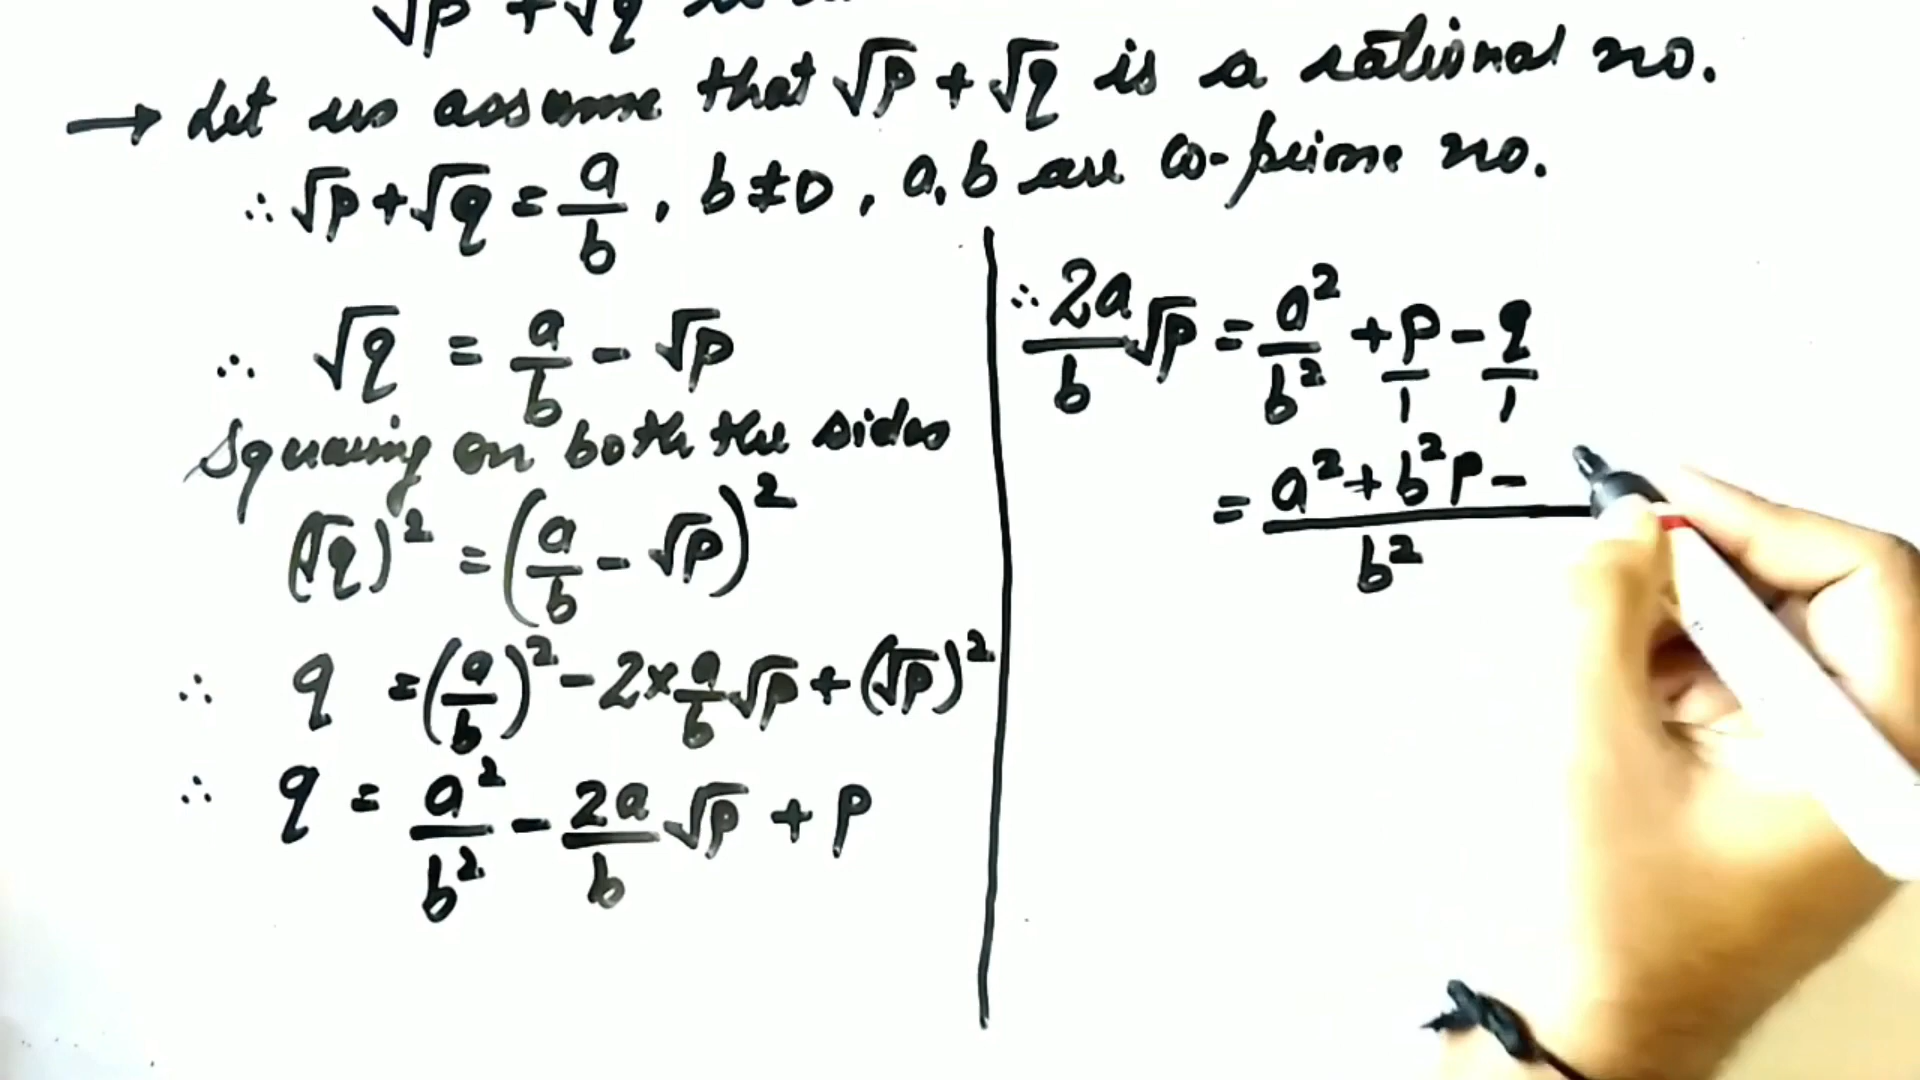 √p + √q is
→ Let us assume that √p + √q is a rational no.
∴ √p + √q = a/b, b ≠ 0, a, b are co-prime no.
∴ √q = a/b - √p
Squaring on both the sides
(√q)² = (a/b - √p)²
∴ q = (a/b)² - 2×a/b √p + (√p)²
∴ q = a²/b² - 2a/b √p + p
∴ 2a/b √p = a²/b² + p/1 - q/1
= a² + b²p - / b²